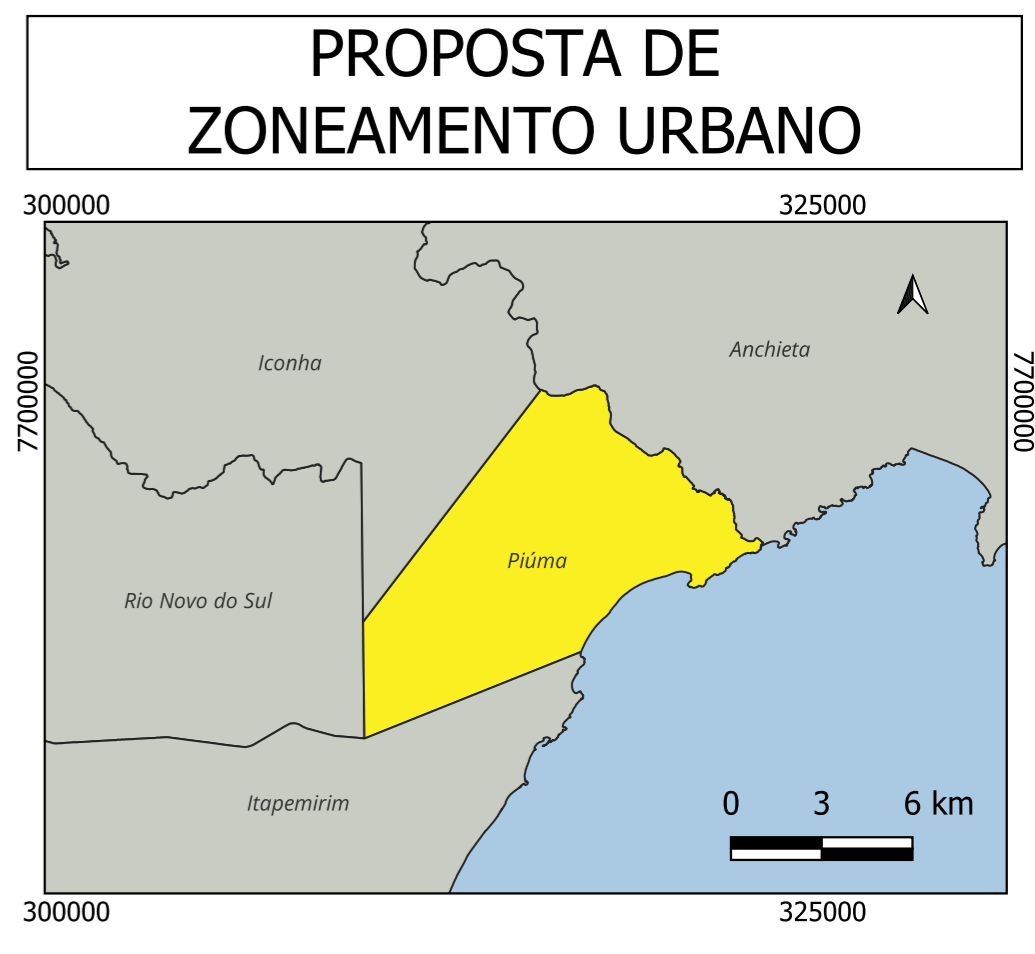 PROPOSTA DE
ZONEAMENTO URBANO
300000
325000
7700000
7700000
Iconha
Anchieta
Piúma
Rio Novo do Sul
Itapemirim
0 3 6 km
300000
325000